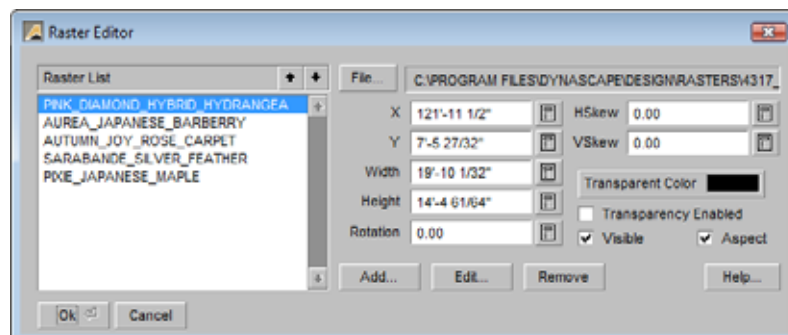 Raster Editor
Raster List
PINK_DIAMOND_HYBRID_HYDRANGEA
AUREA_JAPANESE_BARBERRY
AUTUMN_JOY_ROSE_CARPET
SARABANDE_SILVER_FEATHER
PIXIE_JAPANESE_MAPLE
File... C:\PROGRAM FILES\DYNASCAPE\DESIGN\RASTERS\4317_
X 121'-11 1/2" HSkew 0.00
Y 7'-5 27/32" VSkew 0.00
Width 19'-10 1/32" Transparent Color
Height 14'-4 61/64" Transparency Enabled
Rotation 0.00 Visible Aspect
Add... Edit... Remove Help...
Ok Cancel